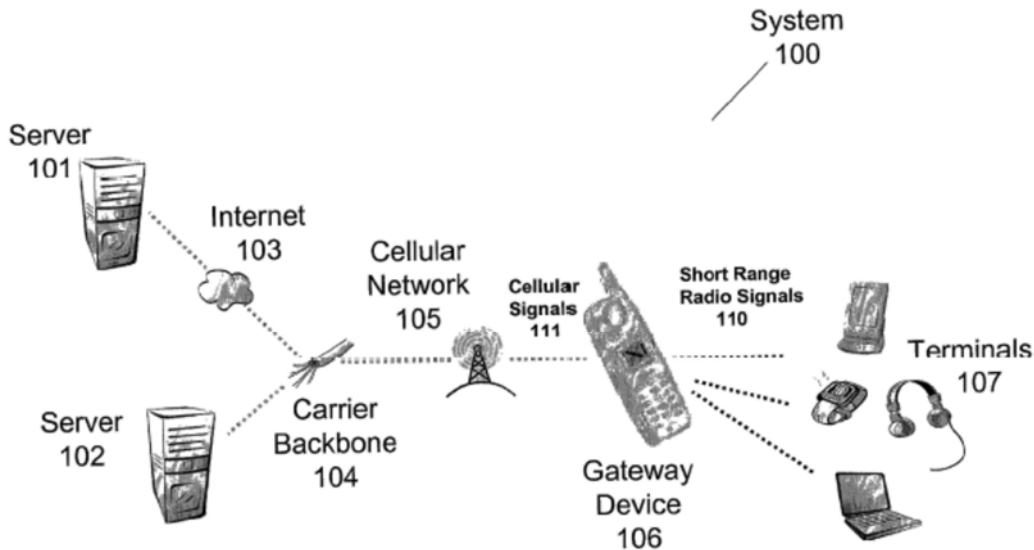 System
100
Server
101
Internet
103
Cellular
Network
105
Cellular
Signals
111
Short Range
Radio Signals
110
Terminals
107
Server
102
Carrier
Backbone
104
Gateway
Device
106